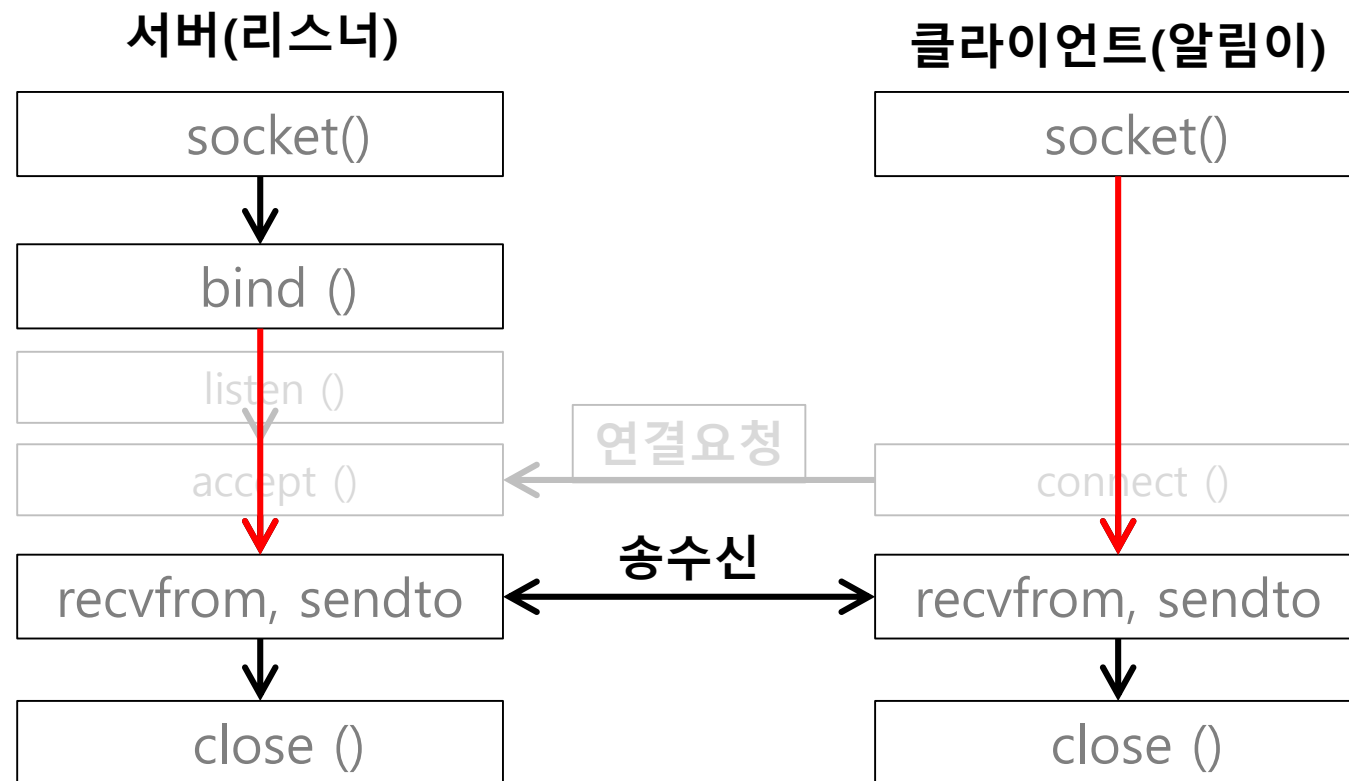 서버(리스너)
클라이언트(알림이)
socket()
socket()
bind ()
listen ()
연결요청
accept ()
connect ()
송수신
recvfrom, sendto
recvfrom, sendto
close ()
close ()